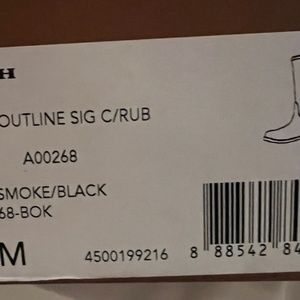 H
OUTLINE SIG C/RUB
A00268
SMOKE/BLACK
68-BOK
M 4500199216 8 88542 84